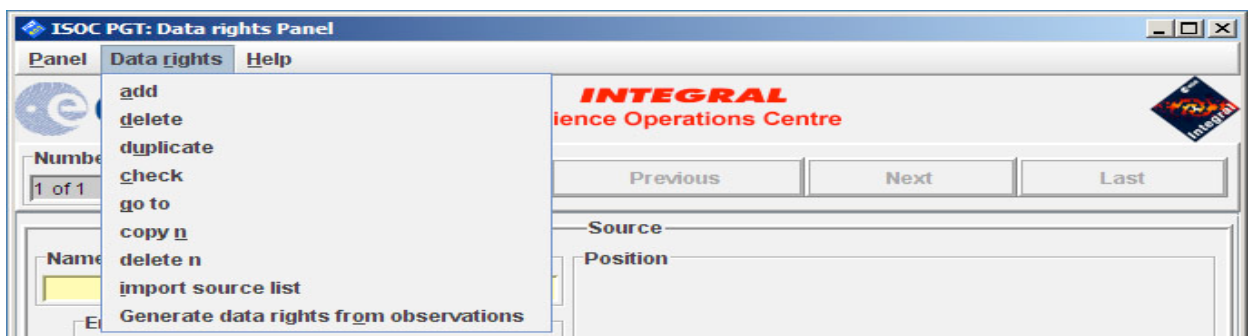 ISOC PGT: Data rights Panel
Panel Data rights Help
add
delete
duplicate
check
go to
copy n
delete n
import source list
Generate data rights from observations
e
INTEGRAL
ience Operations Centre
Integral
Numbe
1 of 1
Previous Next Last
Source
Name
Position